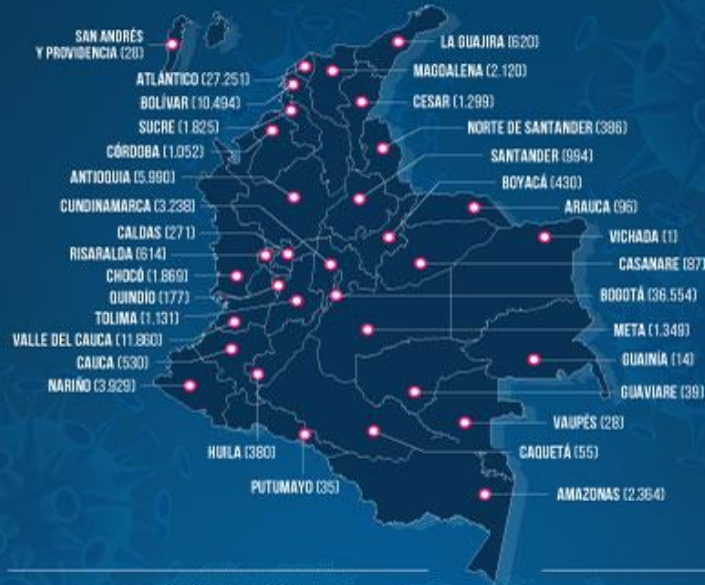 SAN ANDRÉS
Y PROVIDENCIA (28)
ATLÁNTICO (27.251)
BOLÍVAR (10.494)
SUCRE (1.825)
CÓRDOBA (1.052)
ANTIOQUIA (5.990)
CUNDINAMARCA (3.238)
CALDAS (271)
RISARALDA (614)
CHOCÓ (1.869)
QUINDÍO (177)
TOLIMA (1.131)
VALLE DEL CAUCA (11.860)
CAUCA (530)
NARIÑO (3.929)
HUILA (380)
PUTUMAYO (35)
LA GUAJIRA (620)
MAGDALENA (2.120)
CESAR (1.299)
NORTE DE SANTANDER (386)
SANTANDER (994)
BOYACÁ (430)
ARAUCA (96)
VICHADA (1)
CASANARE (87)
BOGOTÁ (36.554)
META (1.349)
GUAINÍA (14)
GUAVIARE (39)
VAUPÉS (28)
CAQUETÁ (55)
AMAZONAS (2.364)